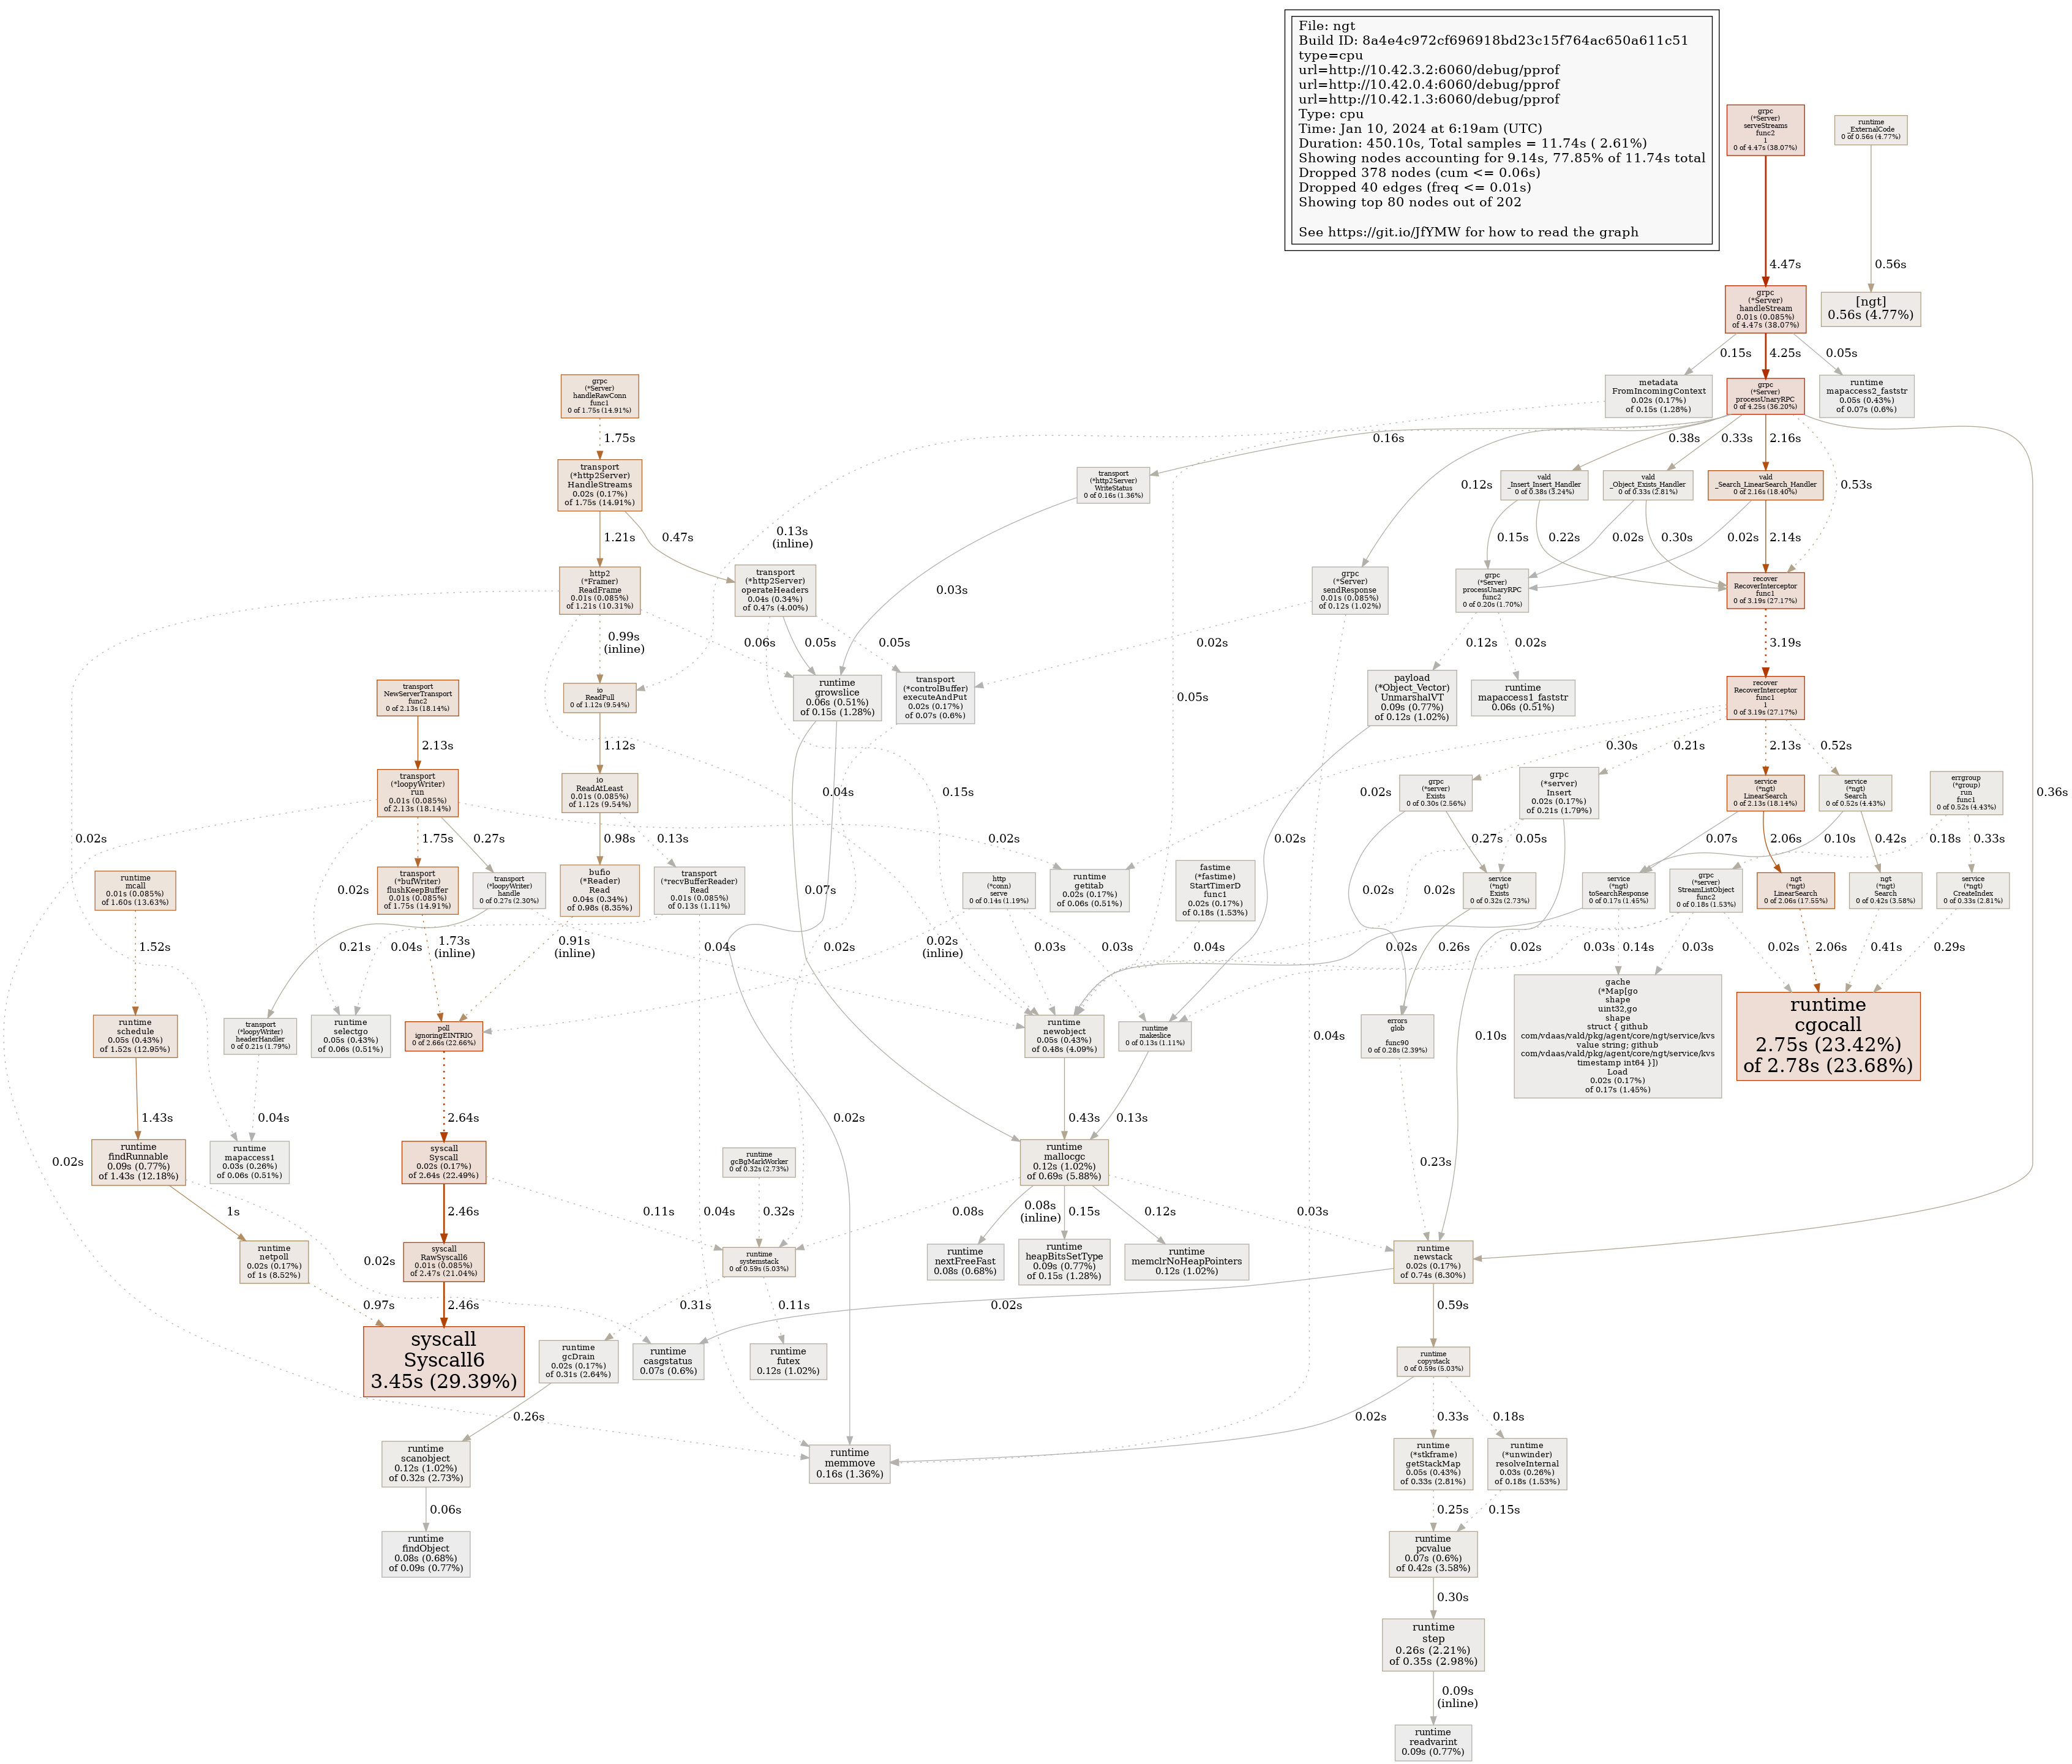 File: ngt
Build ID: 8a4e4c972cf696918bd23c15f764ac650a611c51
type=cpu
url=http://10.42.3.2:6060/debug/pprof
url=http://10.42.0.4:6060/debug/pprof
url=http://10.42.1.3:6060/debug/pprof
Type: cpu
Time: Jan 10, 2024 at 6:19am (UTC)
Duration: 450.10s, Total samples = 11.74s ( 2.61%)
Showing nodes accounting for 9.14s, 77.85% of 11.74s total
Dropped 378 nodes (cum <= 0.06s)
Dropped 40 edges (freq <= 0.01s)
Showing top 80 nodes out of 202
See https://git.io/JfYMW for how to read the graph
grpc
(*Server)
serveStreams
func2
1
0 of 4.47s (38.07%)
runtime
_ExternalCode
0 of 0.56s (4.77%)
4.47s
0.56s
grpc
(*Server)
handleStream
0.01s (0.085%)
of 4.47s (38.07%)
[ngt]
0.56s (4.77%)
0.15s
4.25s
0.05s
grpc
(*Server)
handleRawConn
func1
0 of 1.75s (14.91%)
metadata
FromIncomingContext
0.02s (0.17%)
of 0.15s (1.28%)
grpc
(*Server)
processUnaryRPC
0 of 4.25s (36.20%)
runtime
mapaccess2_faststr
0.05s (0.43%)
of 0.07s (0.6%)
1.75s
0.16s
0.38s
0.33s
2.16s
transport
(*http2Server)
HandleStreams
0.02s (0.17%)
of 1.75s (14.91%)
transport
(*http2Server)
WriteStatus
0 of 0.16s (1.36%)
0.12s
vald
_Insert_Insert_Handler
0 of 0.38s (3.24%)
vald
_Object_Exists_Handler
0 of 0.33s (2.81%)
vald
_Search_LinearSearch_Handler
0 of 2.16s (18.40%)
0.53s
1.21s
0.47s
0.13s
(inline)
0.15s
0.22s
0.02s
0.30s
0.02s
2.14s
http2
(*Framer)
ReadFrame
0.01s (0.085%)
of 1.21s (10.31%)
transport
(*http2Server)
operateHeaders
0.04s (0.34%)
of 0.47s (4.00%)
0.03s
grpc
(*Server)
sendResponse
0.01s (0.085%)
of 0.12s (1.02%)
grpc
(*Server)
processUnaryRPC
func2
0 of 0.20s (1.70%)
recover
RecoverInterceptor
func1
0 of 3.19s (27.17%)
0.99s
(inline)
0.06s
0.05s
0.05s
0.02s
0.12s
0.02s
3.19s
transport
NewServerTransport
func2
0 of 2.13s (18.14%)
io
ReadFull
0 of 1.12s (9.54%)
runtime
growslice
0.06s (0.51%)
of 0.15s (1.28%)
transport
(*controlBuffer)
executeAndPut
0.02s (0.17%)
of 0.07s (0.6%)
0.05s
payload
(*Object_Vector)
UnmarshalVT
0.09s (0.77%)
of 0.12s (1.02%)
runtime
mapaccess1_faststr
0.06s (0.51%)
recover
RecoverInterceptor
func1
1
0 of 3.19s (27.17%)
2.13s
1.12s
0.30s
0.21s
2.13s
0.52s
transport
(*loopyWriter)
run
0.01s (0.085%)
of 2.13s (18.14%)
io
ReadAtLeast
0.01s (0.085%)
of 1.12s (9.54%)
0.04s
0.15s
0.02s
grpc
(*server)
Exists
0 of 0.30s (2.56%)
grpc
(*server)
Insert
0.02s (0.17%)
of 0.21s (1.79%)
service
(*ngt)
LinearSearch
0 of 2.13s (18.14%)
service
(*ngt)
Search
0 of 0.52s (4.43%)
errgroup
(*group)
run
func1
0 of 0.52s (4.43%)
0.36s
0.02s
1.75s
0.27s
0.98s
0.13s
0.02s
0.02s
0.27s
0.05s
0.07s
2.06s
0.10s
0.42s
0.18s
0.33s
runtime
mcall
0.01s (0.085%)
of 1.60s (13.63%)
0.02s
transport
(*bufWriter)
flushKeepBuffer
0.01s (0.085%)
of 1.75s (14.91%)
transport
(*loopyWriter)
handle
0 of 0.27s (2.30%)
bufio
(*Reader)
Read
0.04s (0.34%)
of 0.98s (8.35%)
transport
(*recvBufferReader)
Read
0.01s (0.085%)
of 0.13s (1.11%)
0.07s
http
(*conn)
serve
0 of 0.14s (1.19%)
runtime
getitab
0.02s (0.17%)
of 0.06s (0.51%)
fastime
(*fastime)
StartTimerD
func1
0.02s (0.17%)
of 0.18s (1.53%)
0.02s
0.02s
service
(*ngt)
Exists
0 of 0.32s (2.73%)
service
(*ngt)
toSearchResponse
0 of 0.17s (1.45%)
grpc
(*server)
StreamListObject
func2
0 of 0.18s (1.53%)
ngt
(*ngt)
LinearSearch
0 of 2.06s (17.55%)
ngt
(*ngt)
Search
0 of 0.42s (3.58%)
service
(*ngt)
CreateIndex
0 of 0.33s (2.81%)
1.52s
0.21s
0.04s
1.73s
(inline)
0.91s
(inline)
0.04s
0.02s
0.02s
(inline)
0.03s
0.03s
0.04s
0.02s
0.26s
0.02s
0.03s
0.14s
0.03s
0.02s
2.06s
0.41s
0.29s
runtime
schedule
0.05s (0.43%)
of 1.52s (12.95%)
transport
(*loopyWriter)
headerHandler
0 of 0.21s (1.79%)
runtime
selectgo
0.05s (0.43%)
of 0.06s (0.51%)
poll
ignoringEINTRIO
0 of 2.66s (22.66%)
0.02s
runtime
newobject
0.05s (0.43%)
of 0.48s (4.09%)
runtime
makeslice
0 of 0.13s (1.11%)
0.04s
errors
glob

func90
0 of 0.28s (2.39%)
0.10s
gache
(*Map[go
shape
uint32,go
shape
struct { github
com/vdaas/vald/pkg/agent/core/ngt/service/kvs
value string; github
com/vdaas/vald/pkg/agent/core/ngt/service/kvs
timestamp int64 }])
Load
0.02s (0.17%)
of 0.17s (1.45%)
runtime
cgocall
2.75s (23.42%)
of 2.78s (23.68%)
1.43s
0.04s
2.64s
0.43s
0.13s
0.02s
runtime
findRunnable
0.09s (0.77%)
of 1.43s (12.18%)
runtime
mapaccess1
0.03s (0.26%)
of 0.06s (0.51%)
syscall
Syscall
0.02s (0.17%)
of 2.64s (22.49%)
runtime
gcBgMarkWorker
0 of 0.32s (2.73%)
runtime
mallocgc
0.12s (1.02%)
of 0.69s (5.88%)
0.23s
1s
2.46s
0.11s
0.04s
0.32s
0.08s
0.08s
(inline)
0.15s
0.12s
0.03s
runtime
netpoll
0.02s (0.17%)
of 1s (8.52%)
0.02s
syscall
RawSyscall6
0.01s (0.085%)
of 2.47s (21.04%)
runtime
systemstack
0 of 0.59s (5.03%)
runtime
nextFreeFast
0.08s (0.68%)
runtime
heapBitsSetType
0.09s (0.77%)
of 0.15s (1.28%)
runtime
memclrNoHeapPointers
0.12s (1.02%)
runtime
newstack
0.02s (0.17%)
of 0.74s (6.30%)
0.97s
2.46s
0.31s
0.11s
0.02s
0.59s
syscall
Syscall6
3.45s (29.39%)
runtime
gcDrain
0.02s (0.17%)
of 0.31s (2.64%)
runtime
casgstatus
0.07s (0.6%)
runtime
futex
0.12s (1.02%)
runtime
copystack
0 of 0.59s (5.03%)
0.26s
0.02s
0.33s
0.18s
runtime
scanobject
0.12s (1.02%)
of 0.32s (2.73%)
runtime
memmove
0.16s (1.36%)
runtime
(*stkframe)
getStackMap
0.05s (0.43%)
of 0.33s (2.81%)
runtime
(*unwinder)
resolveInternal
0.03s (0.26%)
of 0.18s (1.53%)
0.06s
0.25s
0.15s
runtime
findObject
0.08s (0.68%)
of 0.09s (0.77%)
runtime
pcvalue
0.07s (0.6%)
of 0.42s (3.58%)
0.30s
runtime
step
0.26s (2.21%)
of 0.35s (2.98%)
0.09s
(inline)
runtime
readvarint
0.09s (0.77%)